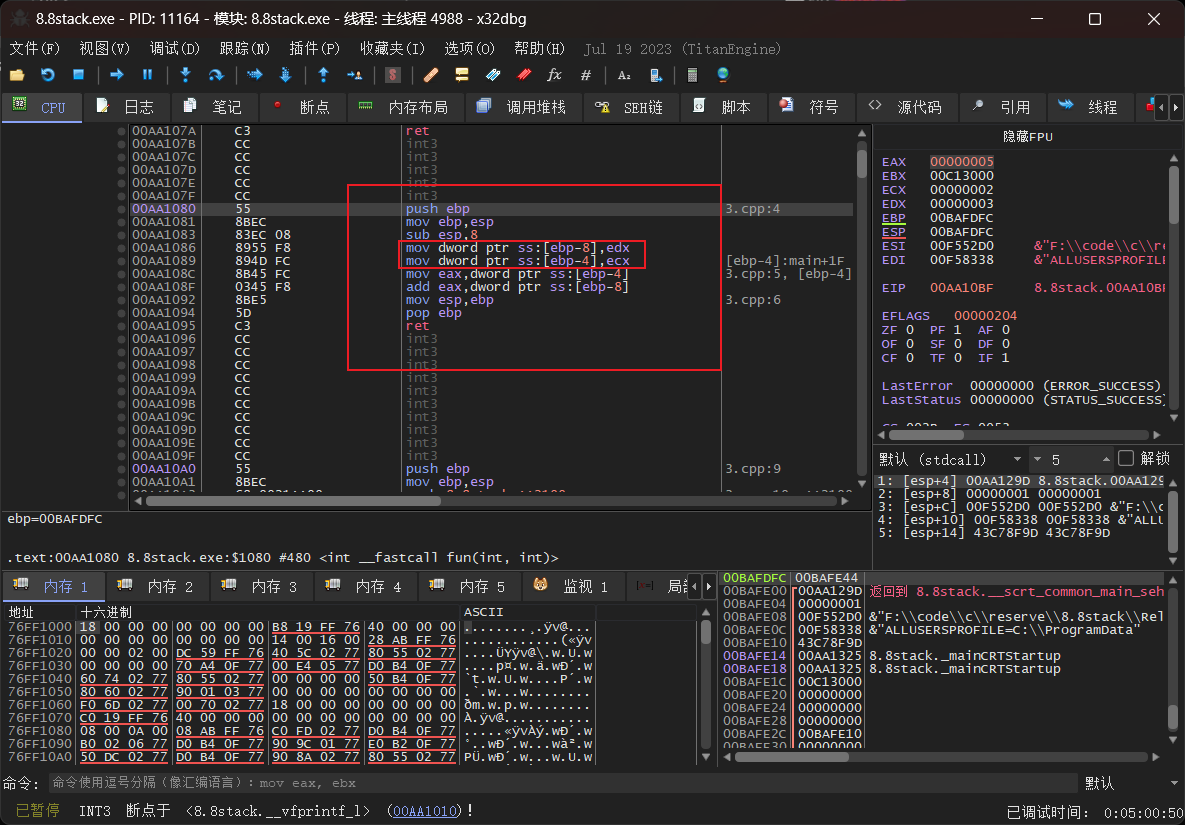 8.8stack.exe - PID: 11164 - 模块: 8.8stack.exe - 线程: 主线程 4988 - x32dbg
文件(F) 视图(V) 调试(D) 跟踪(N) 插件(P) 收藏夹(I) 选项(O) 帮助(H) Jul 19 2023 (TitanEngine)
CPU 日志 笔记 断点 内存布局 调用堆栈 SEH链 脚本 符号 源代码 引用 线程
00AA107A C3 ret
00AA107B CC int3
00AA107C CC int3
00AA107D CC int3
00AA107E CC int3
00AA107F CC int3
00AA1080 55 push ebp 3.cpp:4
00AA1081 8BEC mov ebp,esp
00AA1083 83EC 08 sub esp,8
00AA1086 8955 F8 mov dword ptr ss:[ebp-8],edx
00AA1089 894D FC mov dword ptr ss:[ebp-4],ecx [ebp-4]:main+1F
00AA108C 8B45 FC mov eax,dword ptr ss:[ebp-4] 3.cpp:5, [ebp-4]
00AA108F 0345 F8 add eax,dword ptr ss:[ebp-8]
00AA1092 8BE5 mov esp,ebp 3.cpp:6
00AA1094 5D pop ebp
00AA1095 C3 ret
00AA1096 CC int3
00AA1097 CC int3
00AA1098 CC int3
00AA1099 CC int3
00AA109A CC int3
00AA109B CC int3
00AA109C CC int3
00AA109D CC int3
00AA109E CC int3
00AA109F CC int3
00AA10A0 55 push ebp 3.cpp:9
00AA10A1 8BEC mov ebp,esp
隐藏FPU
EAX 00000005
EBX 00C13000
ECX 00000002
EDX 00000003
EBP 00BAFDFC
ESP 00BAFDFC
ESI 00F552D0 &"F:\\code\\c\\re
EDI 00F58338 &"ALLUSERSPROFILE
EIP 00AA10BF 8.8stack.00AA10BF
EFLAGS 00000204
ZF 0 PF 1 AF 0
OF 0 SF 0 DF 0
CF 0 TF 0 IF 1
LastError 00000000 (ERROR_SUCCESS)
LastStatus 00000000 (STATUS_SUCCESS)
默认 (stdcall) 5 解锁
1: [esp+4] 00AA129D 8.8stack.00AA129
2: [esp+8] 00000001 00000001
3: [esp+C] 00F552D0 00F552D0 &"F:\\c
4: [esp+10] 00F58338 00F58338 &"ALLU
5: [esp+14] 43C78F9D 43C78F9D
ebp=00BAFDFC
.text:00AA1080 8.8stack.exe:$1080 #480 <int __fastcall fun(int, int)>
内存 1 内存 2 内存 3 内存 4 内存 5 监视 1 局部
地址 十六进制 ASCII
76FF1000 18 00 00 00 00 00 00 00 B8 19 FF 76 40 00 00 00 ........¸.ÿv@...
76FF1010 00 00 00 00 00 00 00 00 14 00 16 00 28 AB FF 76 ............(«ÿv
76FF1020 00 00 02 00 DC 59 FF 76 40 5C 02 77 80 55 02 77 ....ÜYÿv@\.w.U.w
76FF1030 00 00 00 00 70 A4 0F 77 00 E4 05 77 D0 B4 0F 77 ....p¤.w.ä.wÐ´.w
76FF1040 60 74 02 77 80 55 02 77 00 00 00 00 50 B4 0F 77 `t.w.U.w....P´.w
76FF1050 80 60 02 77 90 01 03 77 00 00 00 00 00 00 00 00 .`.w...w........
76FF1060 F0 6D 02 77 00 70 02 77 18 00 00 00 00 00 00 00 ðm.w.p.w........
76FF1070 C0 19 FF 76 40 00 00 00 00 00 00 00 00 00 00 00 À.ÿv@...........
76FF1080 08 00 0A 00 08 AB FF 76 C0 FD 02 77 D0 B4 0F 77 .....«ÿvÀý.wÐ´.w
76FF1090 B0 02 06 77 D0 B4 0F 77 90 9C 01 77 E0 B2 0F 77 °..wÐ´.w...wà².w
76FF10A0 50 DC 02 77 D0 B4 0F 77 90 8A 02 77 80 55 02 77 PÜ.wÐ´.w...w.U.w
00BAFDFC 00BAFE44
00BAFE00 00AA129D 返回到 8.8stack.__scrt_common_main_seh
00BAFE04 00000001
00BAFE08 00F552D0 &"F:\\code\\c\\reserve\\8.8stack\\Rel
00BAFE0C 00F58338 &"ALLUSERSPROFILE=C:\\ProgramData"
00BAFE10 43C78F9D
00BAFE14 00AA1325 8.8stack._mainCRTStartup
00BAFE18 00AA1325 8.8stack._mainCRTStartup
00BAFE1C 00C13000
00BAFE20 00000000
00BAFE24 00000000
00BAFE28 00000000
00BAFE2C 00BAFE10
00BAFE30 00000000
命令: 命令使用逗号分隔（像汇编语言）: mov eax, ebx 默认
已暂停 INT3 断点于 <8.8stack.__vfprintf_l> (00AA1010)! 已调试时间: 0:05:00:50